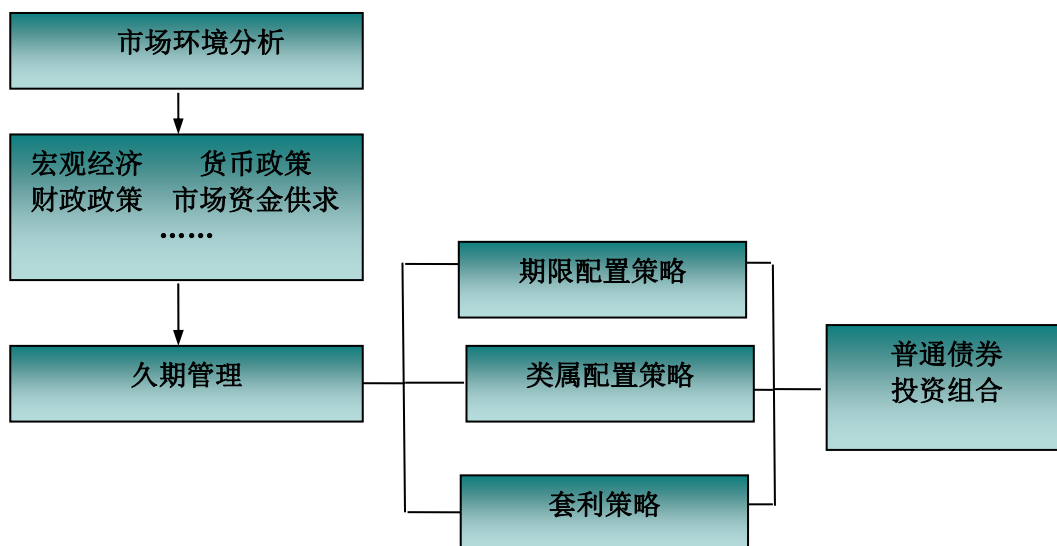 市场环境分析
宏观经济 货币政策
财政政策 市场资金供求
……
久期管理
期限配置策略
类属配置策略
套利策略
普通债券
投资组合